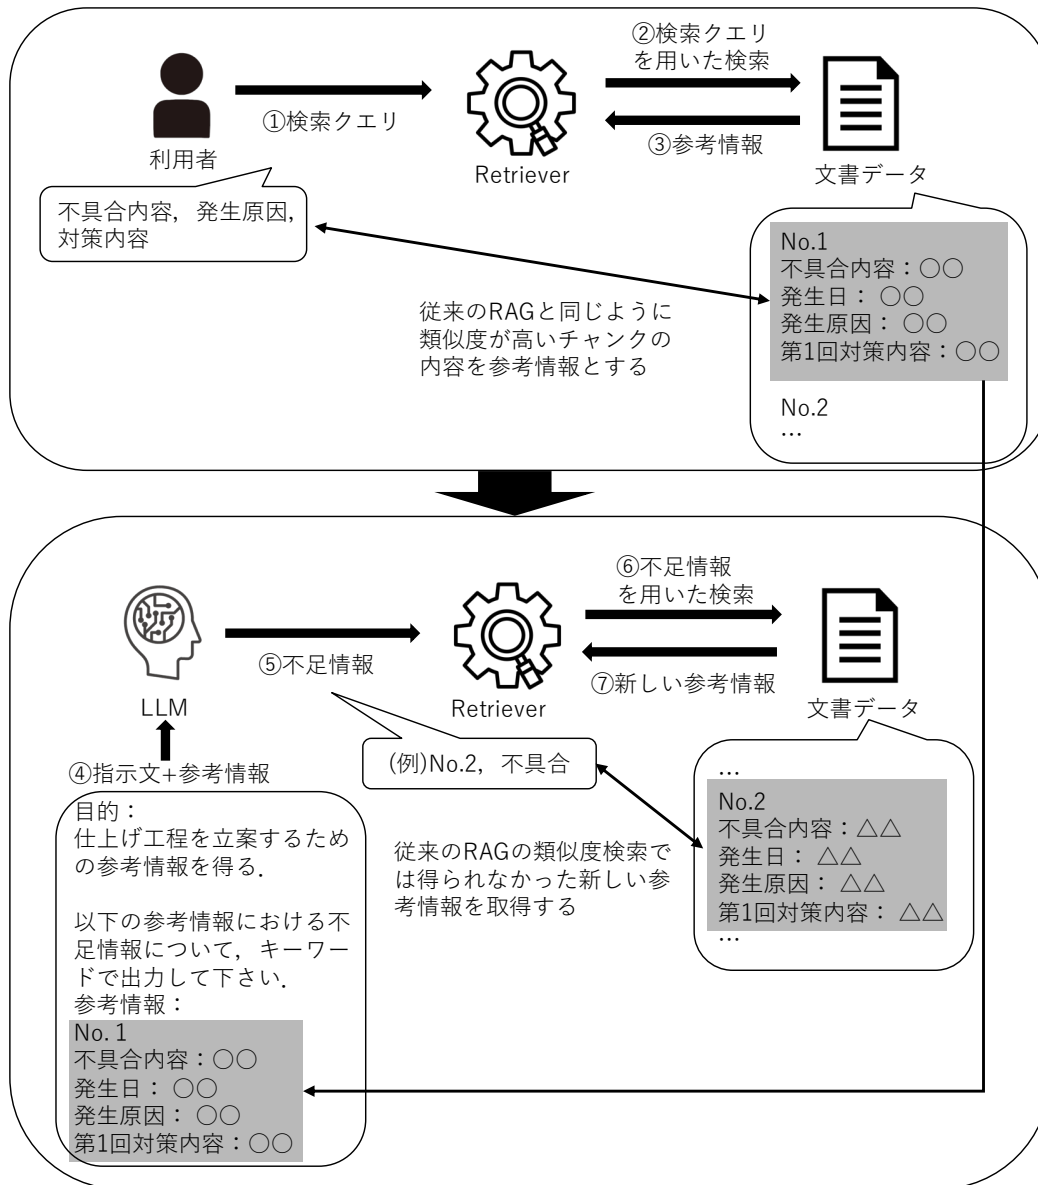 ②検索クエリ
を用いた検索
①検索クエリ
③参考情報
利用者
Retriever
文書データ
不具合内容，発生原因，
対策内容
No.1
不具合内容：〇〇
発生日： 〇〇
発生原因： 〇〇
第1回対策内容：〇〇
No.2
…
従来のRAGと同じように
類似度が高いチャンクの
内容を参考情報とする
⑥不足情報
を用いた検索
⑤不足情報
⑦新しい参考情報
LLM
Retriever
文書データ
④指示文+参考情報
(例)No.2，不具合
目的：
仕上げ工程を立案するため
の参考情報を得る．
以下の参考情報における不
足情報について，キーワー
ドで出力して下さい．
参考情報：
No. 1
不具合内容：〇〇
発生日： 〇〇
発生原因： 〇〇
第1回対策内容：〇〇
従来のRAGの類似度検索で
は得られなかった新しい参
考情報を取得する
…
No.2
不具合内容：△△
発生日： △△
発生原因： △△
第1回対策内容： △△
…